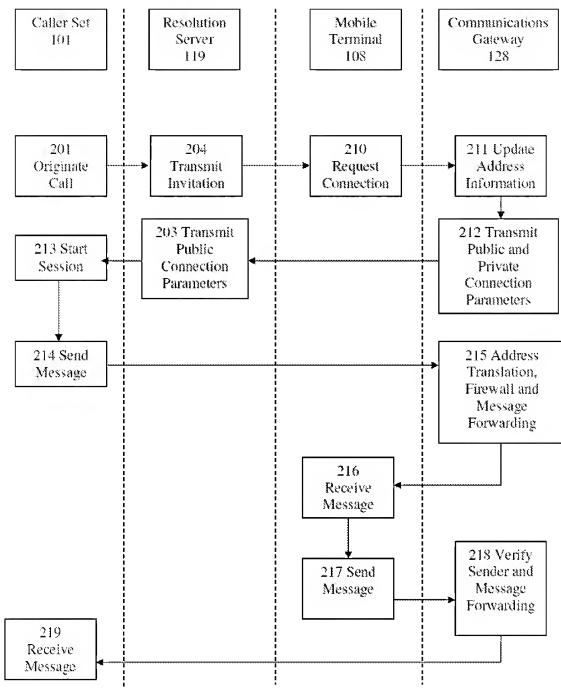 Caller Set
101
Resolution
Server
119
Mobile
Terminal
108
Communications
Gateway
128
201
Originate
Call
204
Transmit
Invitation
210
Request
Connection
211 Update
Address
Information
213 Start
Session
203 Transmit
Public
Connection
Parameters
212 Transmit
Public and
Private
Connection
Parameters
214 Send
Message
215 Address
Translation,
Firewall and
Message
Forwarding
216
Receive
Message
217 Send
Message
218 Verify
Sender and
Message
Forwarding
219
Receive
Message